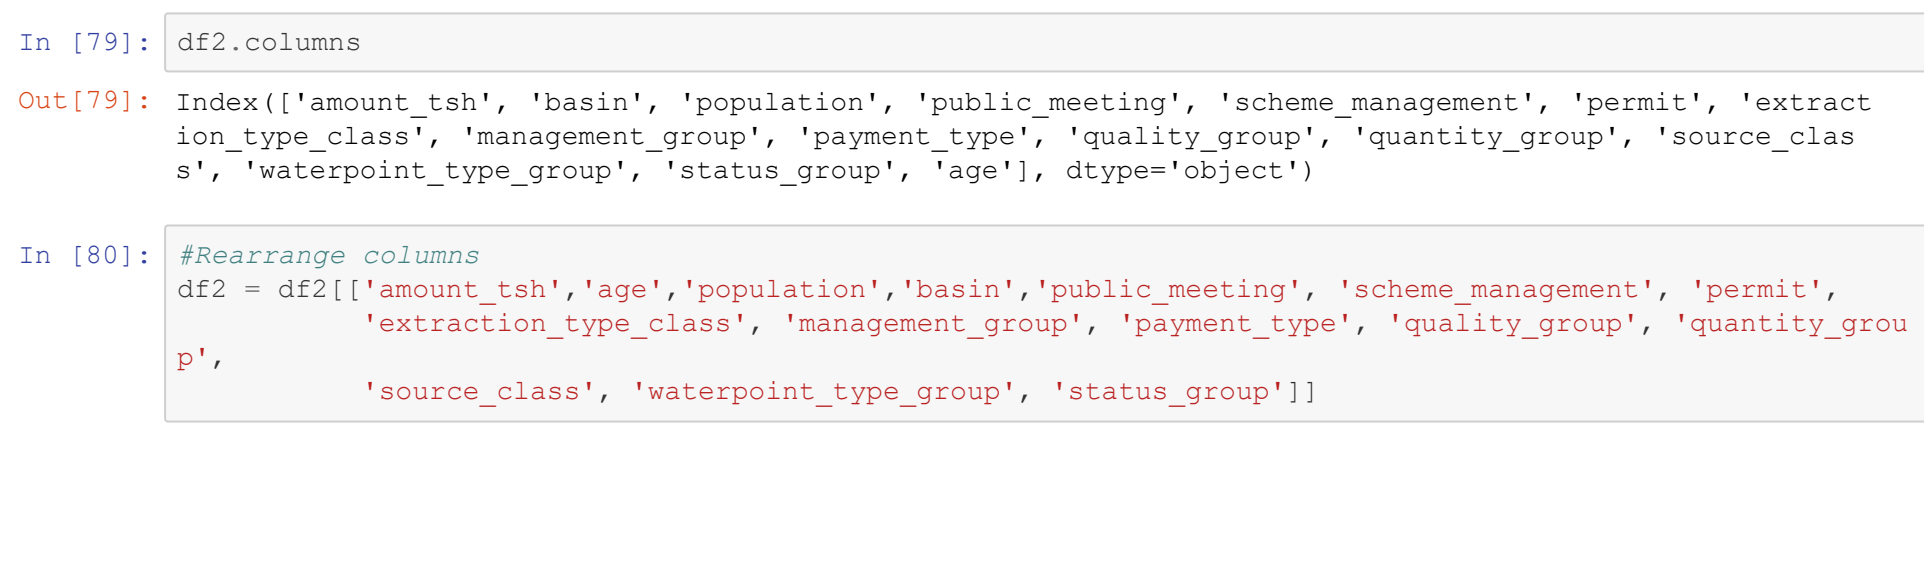 In [79]: df2.columns
Out[79]: Index(['amount_tsh', 'basin', 'population', 'public_meeting', 'scheme_management', 'permit', 'extract
ion_type_class', 'management_group', 'payment_type', 'quality_group', 'quantity_group', 'source_clas
s', 'waterpoint_type_group', 'status_group', 'age'], dtype='object')
In [80]: #Rearrange columns
df2 = df2[['amount_tsh','age','population','basin','public_meeting', 'scheme_management', 'permit',
'extraction_type_class', 'management_group', 'payment_type', 'quality_group', 'quantity_grou
p',
'source_class', 'waterpoint_type_group', 'status_group']]